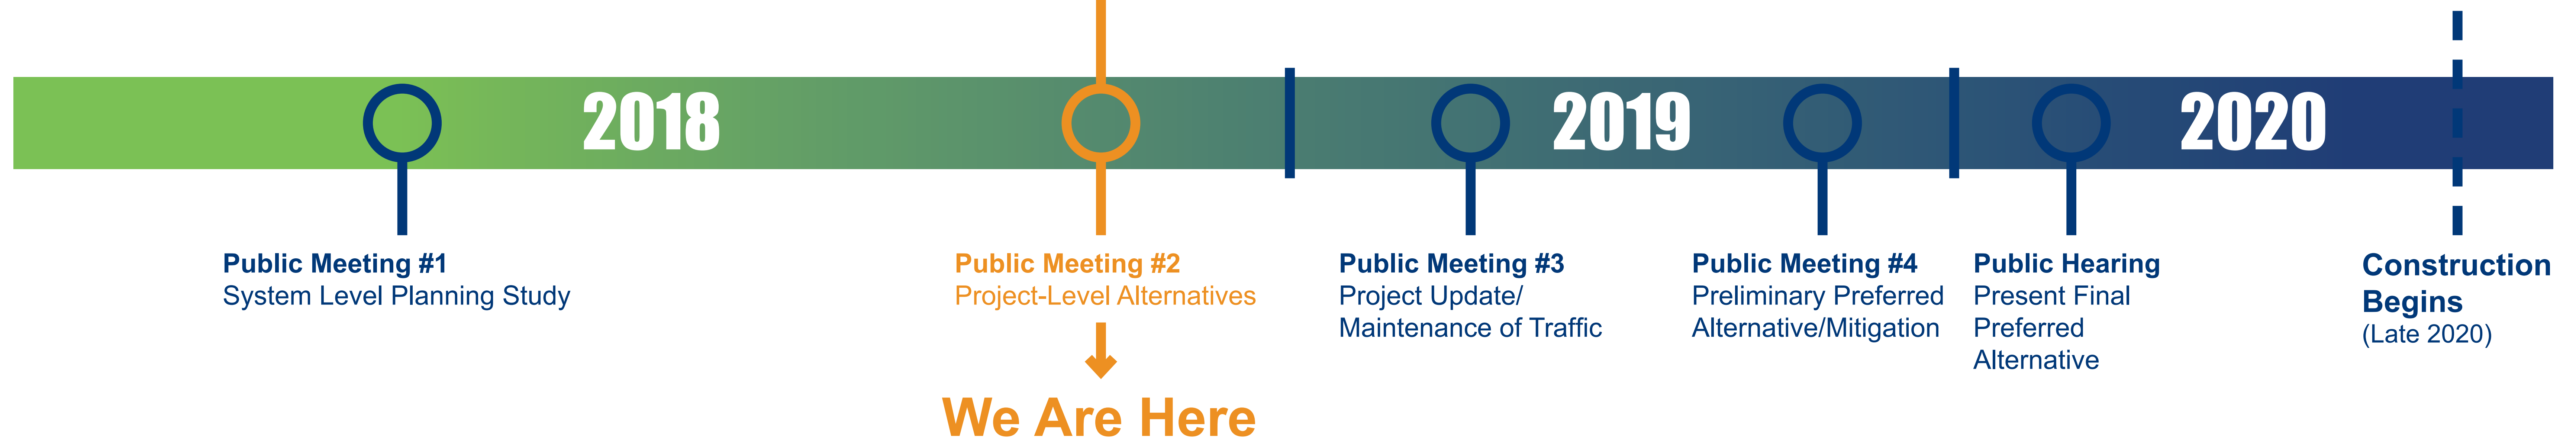 2018
2019
2020
Public Meeting #1
System Level Planning Study
Public Meeting #2
Project-Level Alternatives
We Are Here
Public Meeting #3
Project Update/
Maintenance of Traffic
Public Meeting #4
Preliminary Preferred
Alternative/Mitigation
Public Hearing
Present Final
Preferred
Alternative
Construction
Begins
(Late 2020)